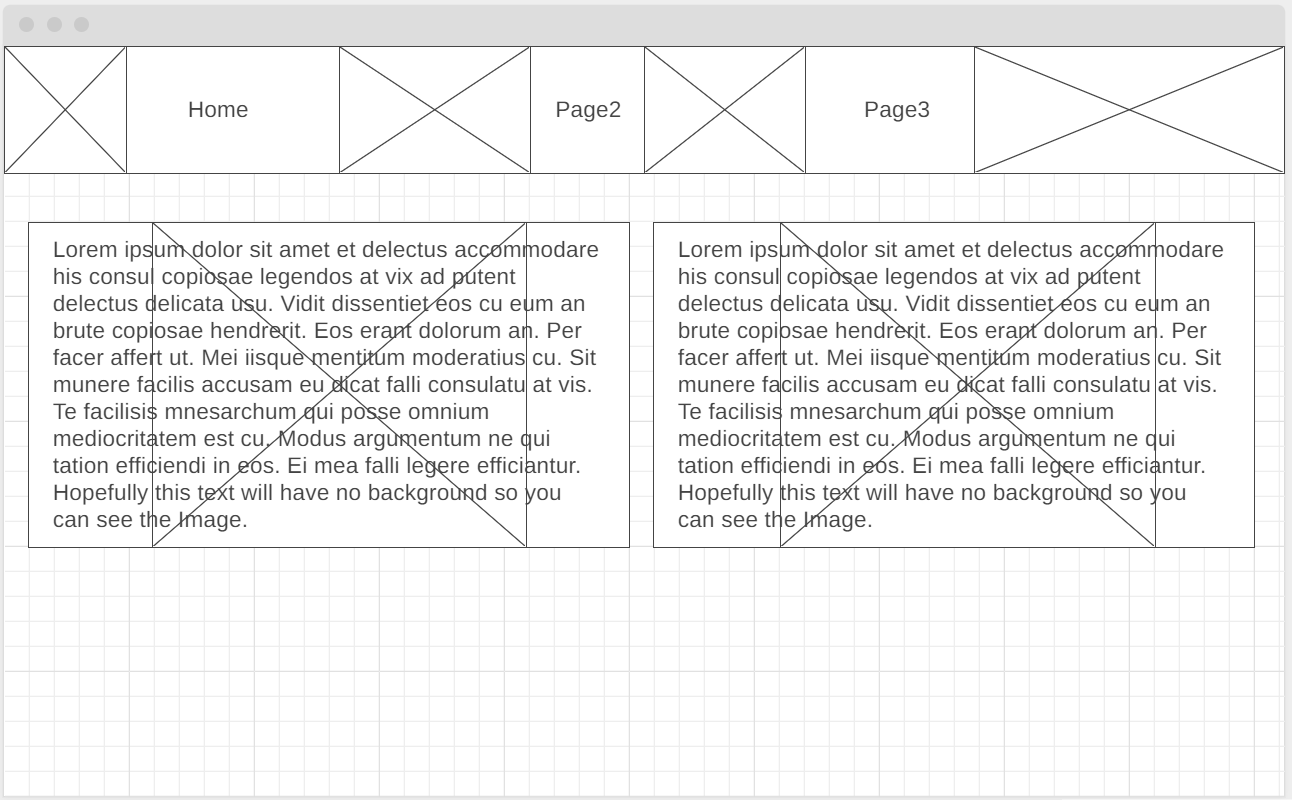 Home
Page2
Page3
Lorem ipsum dolor sit amet et delectus accommodare
his consul copiosae legendos at vix ad putent
delectus delicata usu. Vidit dissentiet eos cu eum an
brute copiosae hendrerit. Eos erant dolorum an. Per
facer affert ut. Mei iisque mentitum moderatius cu. Sit
munere facilis accusam eu dicat falli consulatu at vis.
Te facilisis mnesarchum qui posse omnium
mediocritatem est cu. Modus argumentum ne qui
tation efficiendi in eos. Ei mea falli legere efficiantur.
Hopefully this text will have no background so you
can see the Image.
Lorem ipsum dolor sit amet et delectus accommodare
his consul copiosae legendos at vix ad putent
delectus delicata usu. Vidit dissentiet eos cu eum an
brute copiosae hendrerit. Eos erant dolorum an. Per
facer affert ut. Mei iisque mentitum moderatius cu. Sit
munere facilis accusam eu dicat falli consulatu at vis.
Te facilisis mnesarchum qui posse omnium
mediocritatem est cu. Modus argumentum ne qui
tation efficiendi in eos. Ei mea falli legere efficiantur.
Hopefully this text will have no background so you
can see the Image.